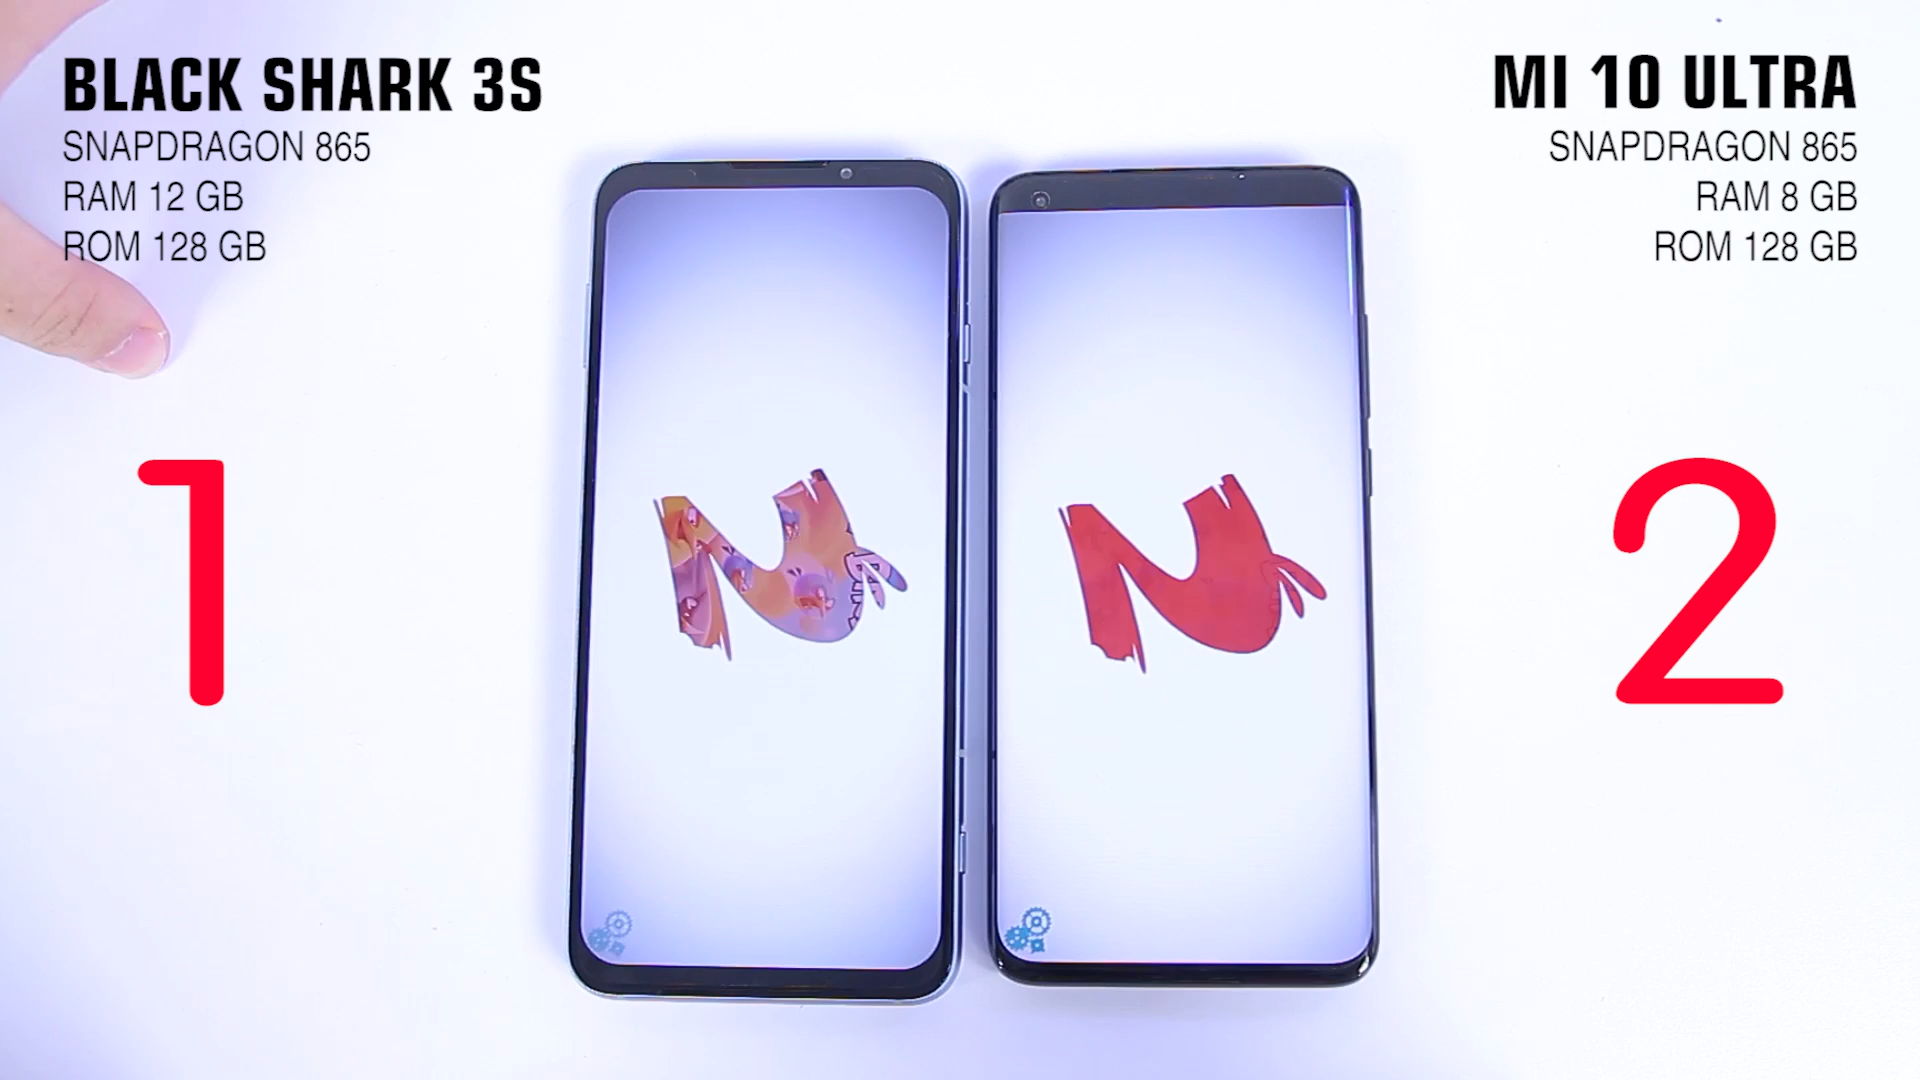 BLACK SHARK 3S
SNAPDRAGON 865
RAM 12 GB
ROM 128 GB
1
MI 10 ULTRA
SNAPDRAGON 865
RAM 8 GB
ROM 128 GB
2